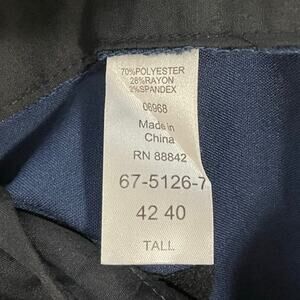 70%POLYESTER
28%RAYON
2%SPANDEX
06968
Made in
China
RN 88842
67-5126-7
42 40
TALL